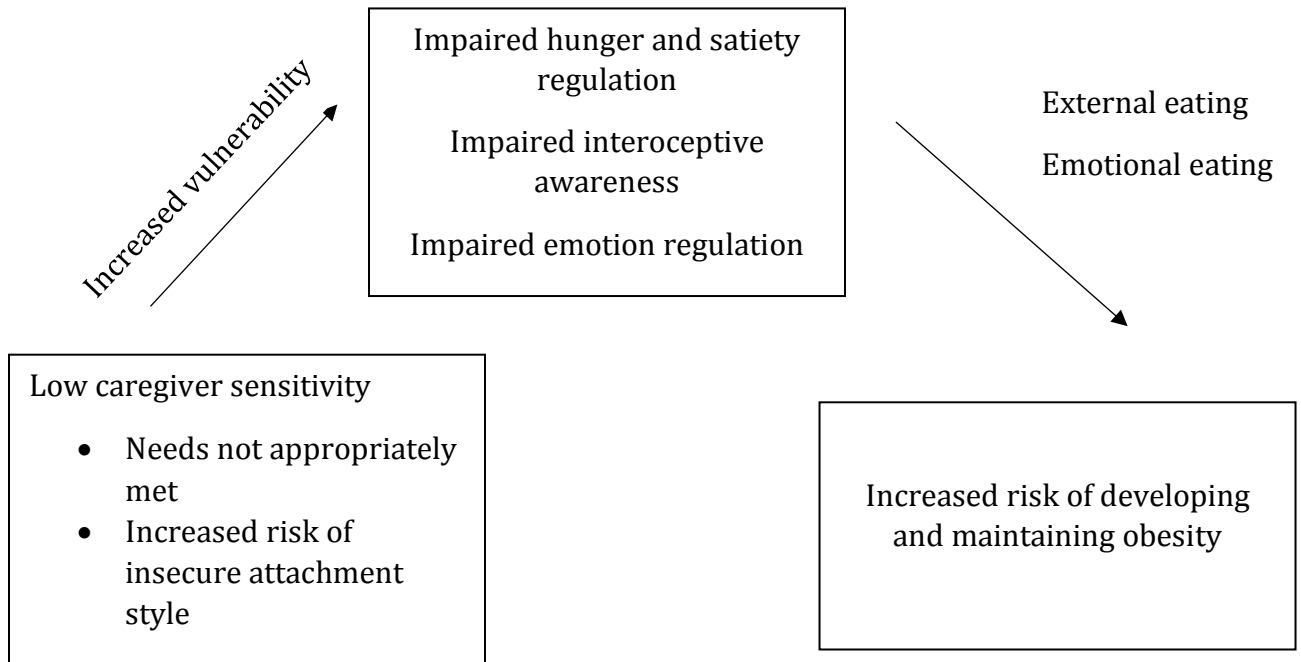 Impaired hunger and satiety
regulation
Impaired interoceptive
awareness
Impaired emotion regulation
Increased vulnerability
External eating
Emotional eating
Low caregiver sensitivity
• Needs not appropriately
met
• Increased risk of
insecure attachment
style
Increased risk of developing
and maintaining obesity